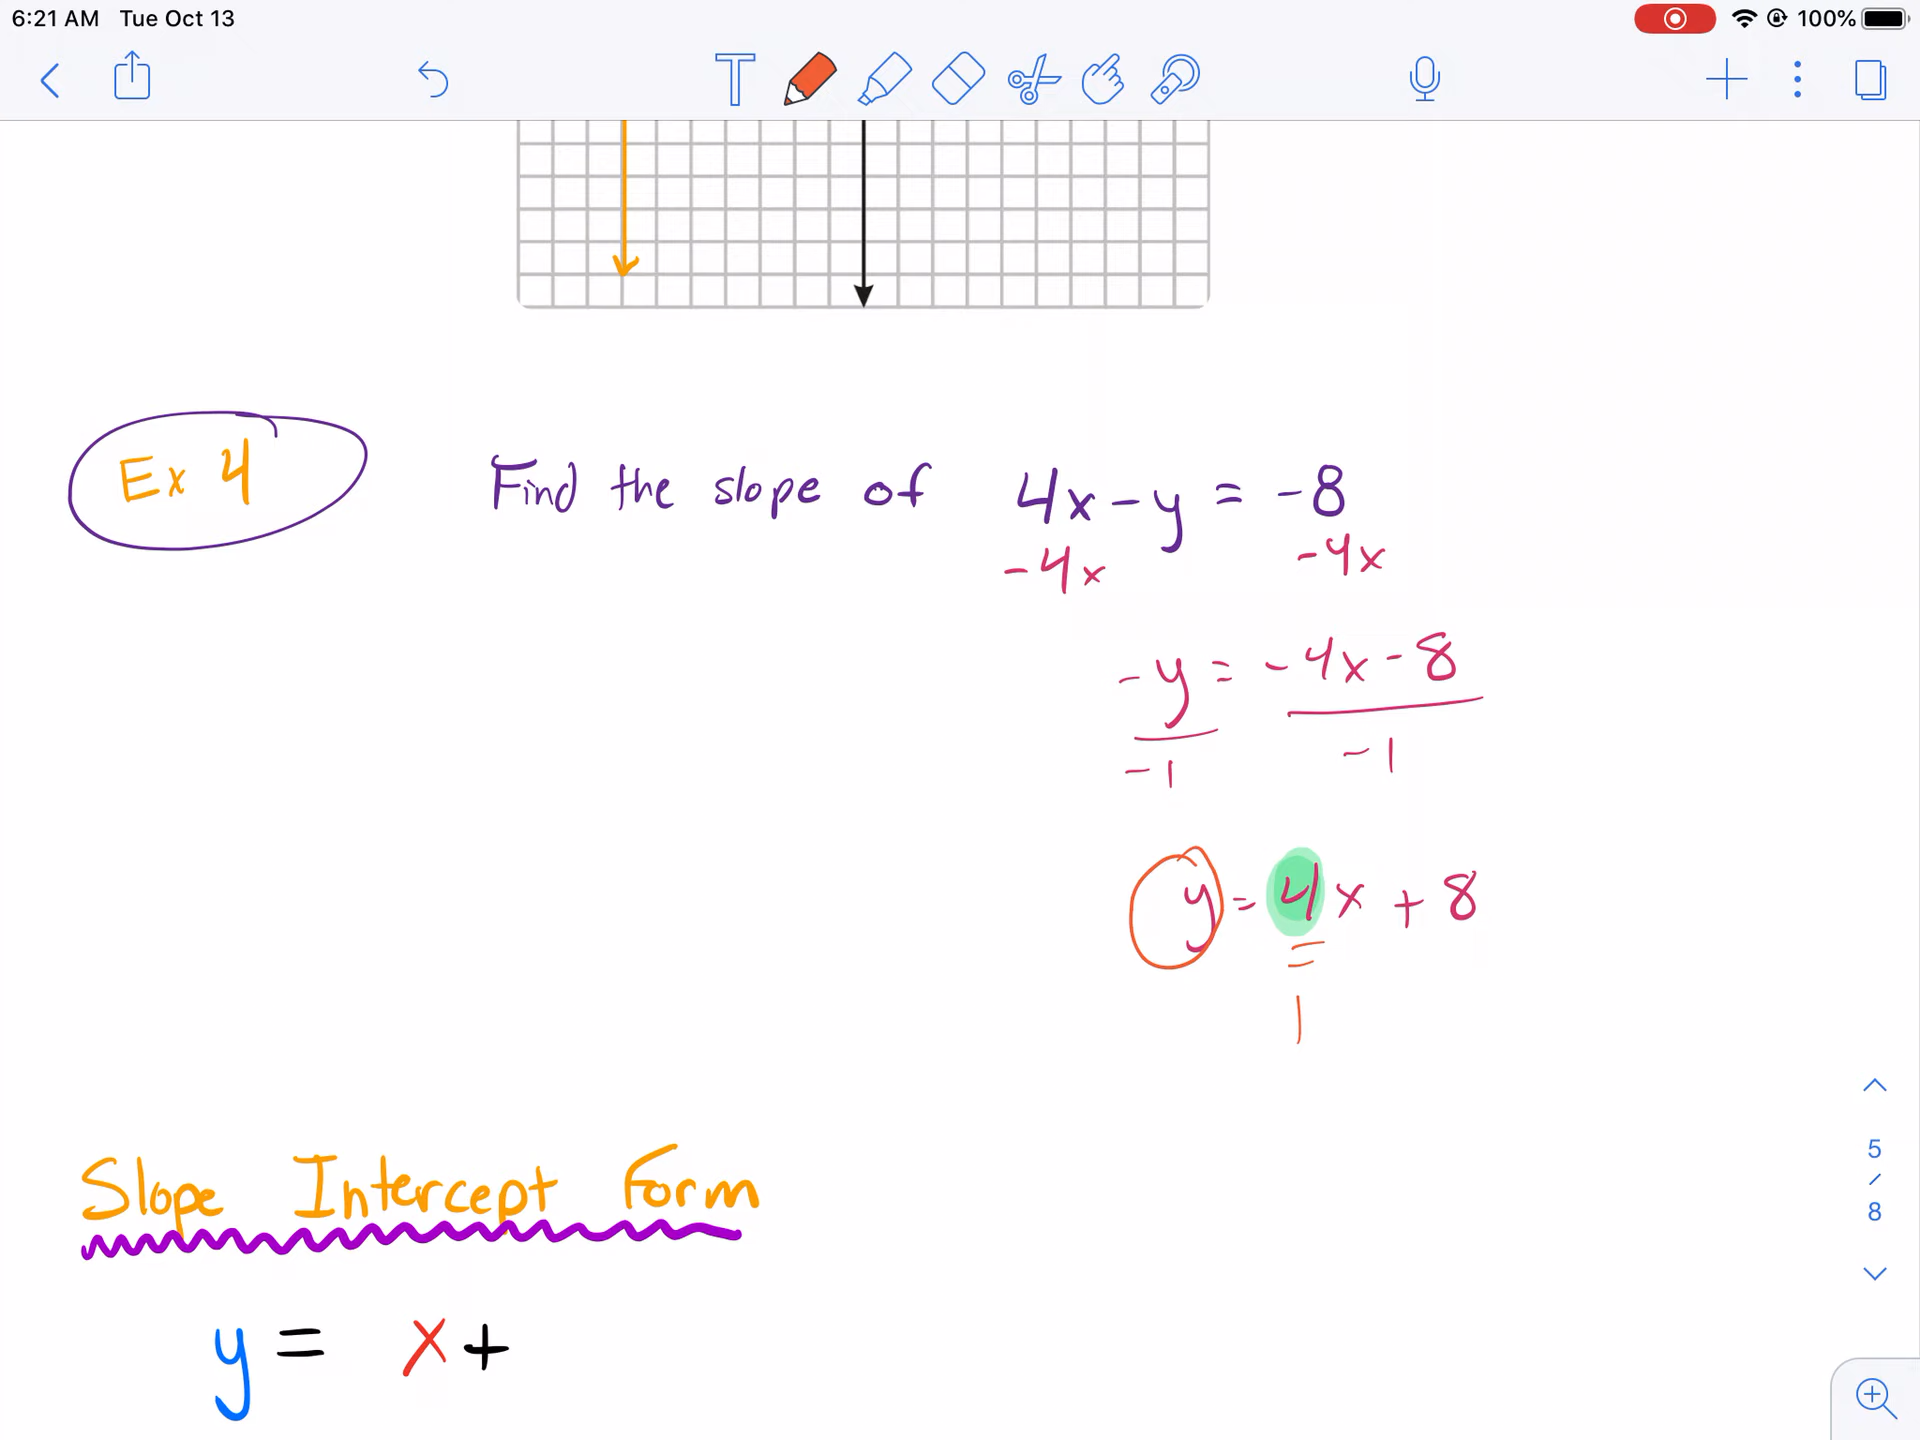 6:21 AM Tue Oct 13 100%
T
Ex 4 Find the slope of 4x - y = -8
-4x -4x
-y = -4x - 8
-1 -1
y = 4x + 8
1
5
/
8
Slope Intercept Form
y = x +